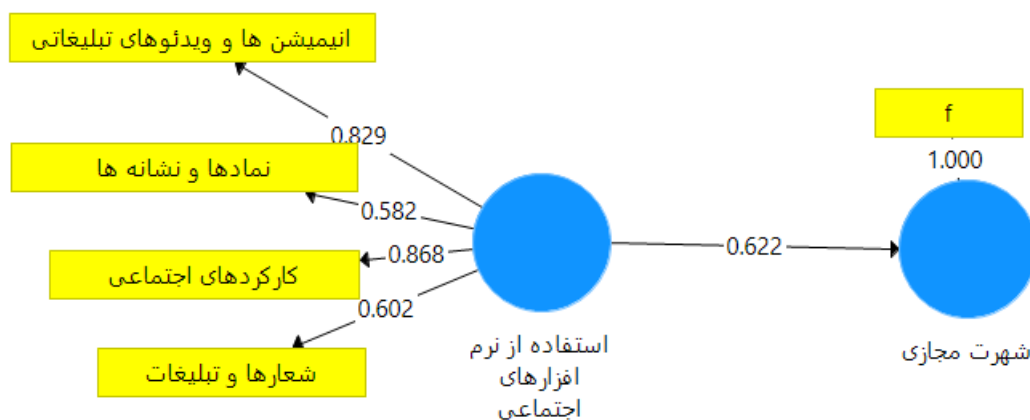 انیمیشن ها و ویدئوهای تبلیغاتی
0.829
نمادها و نشانه ها
0.582
کارکردهای اجتماعی
0.868
شعارها و تبلیغات
0.602
استفاده از نرم
افزارهای
اجتماعی
0.622
f
1.000
شهرت مجازی